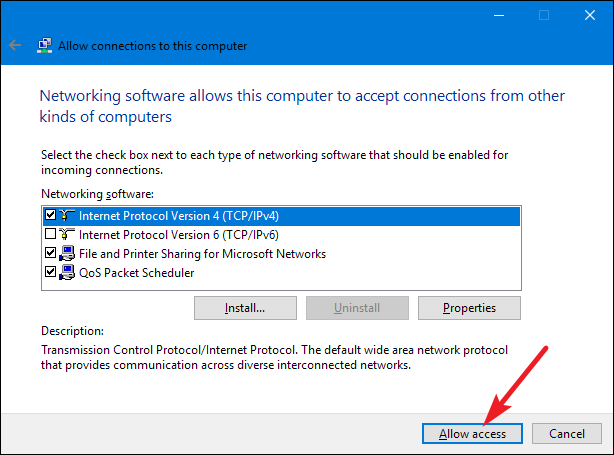 Allow connections to this computer
Networking software allows this computer to accept connections from other
kinds of computers
Select the check box next to each type of networking software that should be enabled for
incoming connections.
Networking software:
Internet Protocol Version 4 (TCP/IPv4)
Internet Protocol Version 6 (TCP/IPv6)
File and Printer Sharing for Microsoft Networks
QoS Packet Scheduler
Install... Uninstall Properties
Description:
Transmission Control Protocol/Internet Protocol. The default wide area network protocol
that provides communication across diverse interconnected networks.
Allow access Cancel